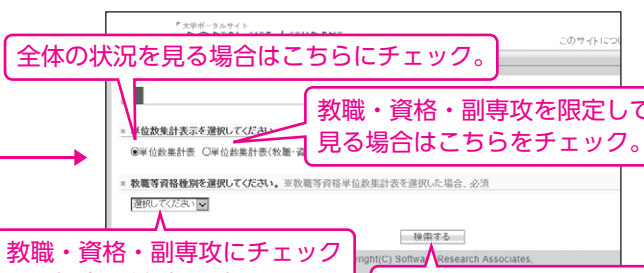 「大学ポータルサイト
このサイトにつ
全体の状況を見る場合はこちらにチェック。
教職・資格・副専攻を限定して
見る場合はこちらをチェック。
単位数集計表示を選択してください
単位数集計表 単位数集計表(教職・資
教職等資格種別を選択してください。※教職等資格単位数集計表を選択した場合、必須
選択してください
検索する
教職・資格・副専攻にチェック
right(C) Software Research Associates,